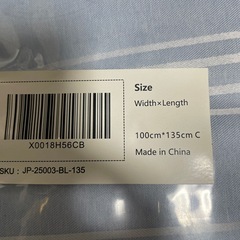 Size
Width×Length
100cm*135cm C
Made in China
X0018H56CB
SKU：JP-25003-BL-135